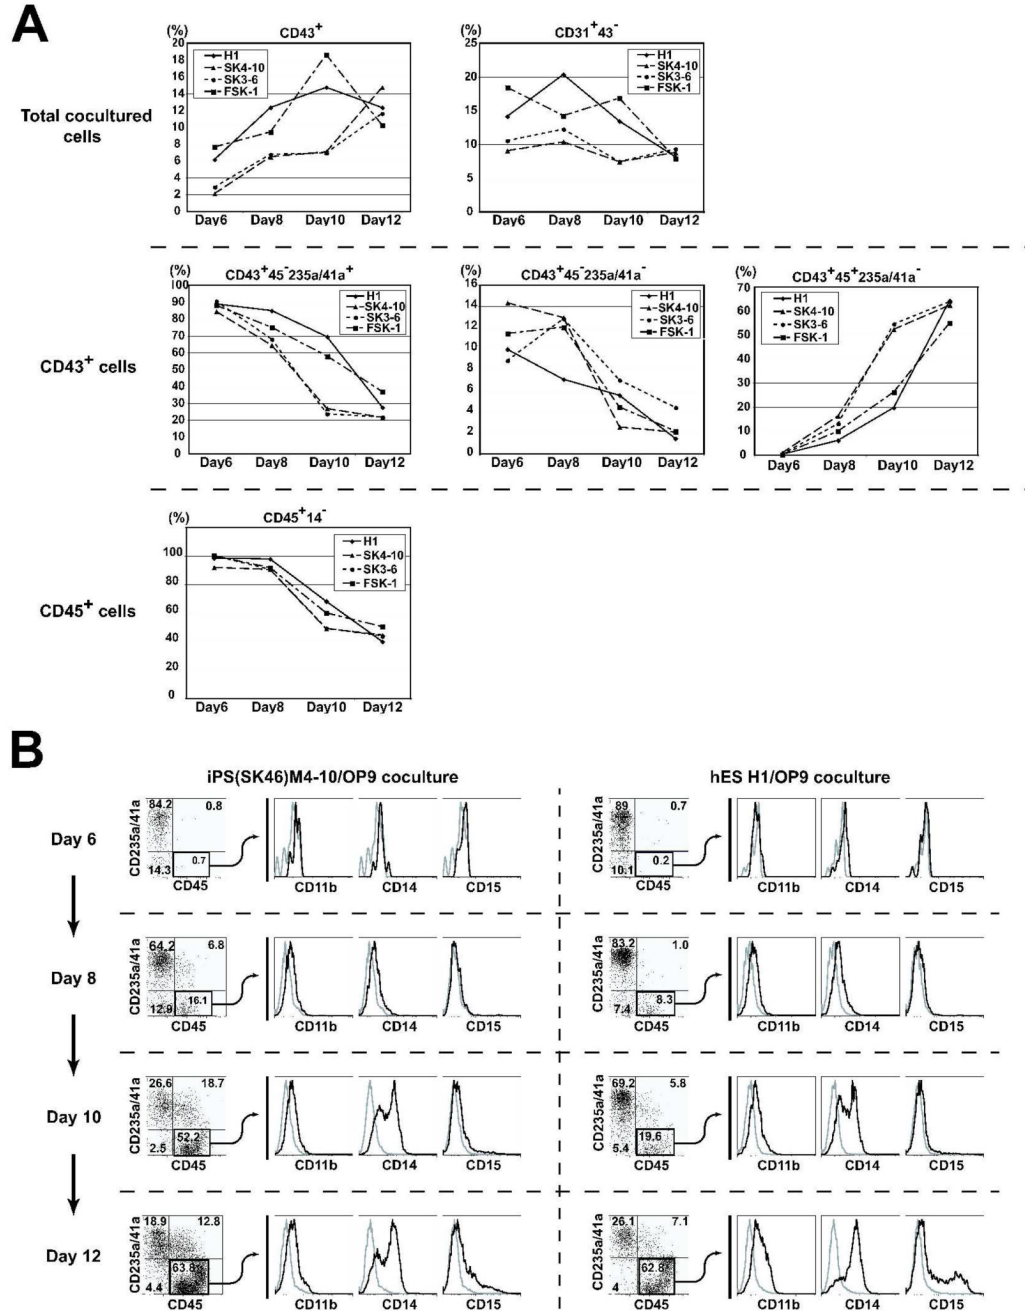 A
(%) CD43+
20
18
16
14
12
10
8
6
4
2
0
H1
SK4-10
SK3-6
FSK-1
Day6 Day8 Day10 Day12
(%) CD31+43-
25
20
15
10
5
0
H1
SK4-10
SK3-6
FSK-1
Day6 Day8 Day10 Day12
Total cocultured
cells
(%) CD43+45-235a/41a+
100
90
80
70
60
50
40
30
20
10
0
H1
SK4-10
SK3-6
FSK-1
Day6 Day8 Day10 Day12
(%) CD43+45-235a/41a-
16
14
12
10
8
6
4
2
0
H1
SK4-10
SK3-6
FSK-1
Day6 Day8 Day10 Day12
(%) CD43+45+235a/41a-
70
60
50
40
30
20
10
0
H1
SK4-10
SK3-6
FSK-1
Day6 Day8 Day10 Day12
CD43+ cells
(%) CD45+14-
100
80
60
40
20
0
H1
SK4-10
SK3-6
FSK-1
Day6 Day8 Day10 Day12
CD45+ cells
B
iPS(SK46)M4-10/OP9 coculture hES H1/OP9 coculture
Day 6
CD235a/41a
84.2 0.8
14.3 0.7
CD45 CD11b CD14 CD15
CD235a/41a
89 0.7
10.1 0.2
CD45 CD11b CD14 CD15
Day 8
CD235a/41a
64.2 6.8
12.9 16.1
CD45 CD11b CD14 CD15
CD235a/41a
83.2 1.0
7.4 8.3
CD45 CD11b CD14 CD15
Day 10
CD235a/41a
26.6 18.7
2.5 52.2
CD45 CD11b CD14 CD15
CD235a/41a
69.2 5.8
5.4 19.6
CD45 CD11b CD14 CD15
Day 12
CD235a/41a
18.9 12.8
4.4 63.8
CD45 CD11b CD14 CD15
CD235a/41a
26.1 7.1
4 62.8
CD45 CD11b CD14 CD15